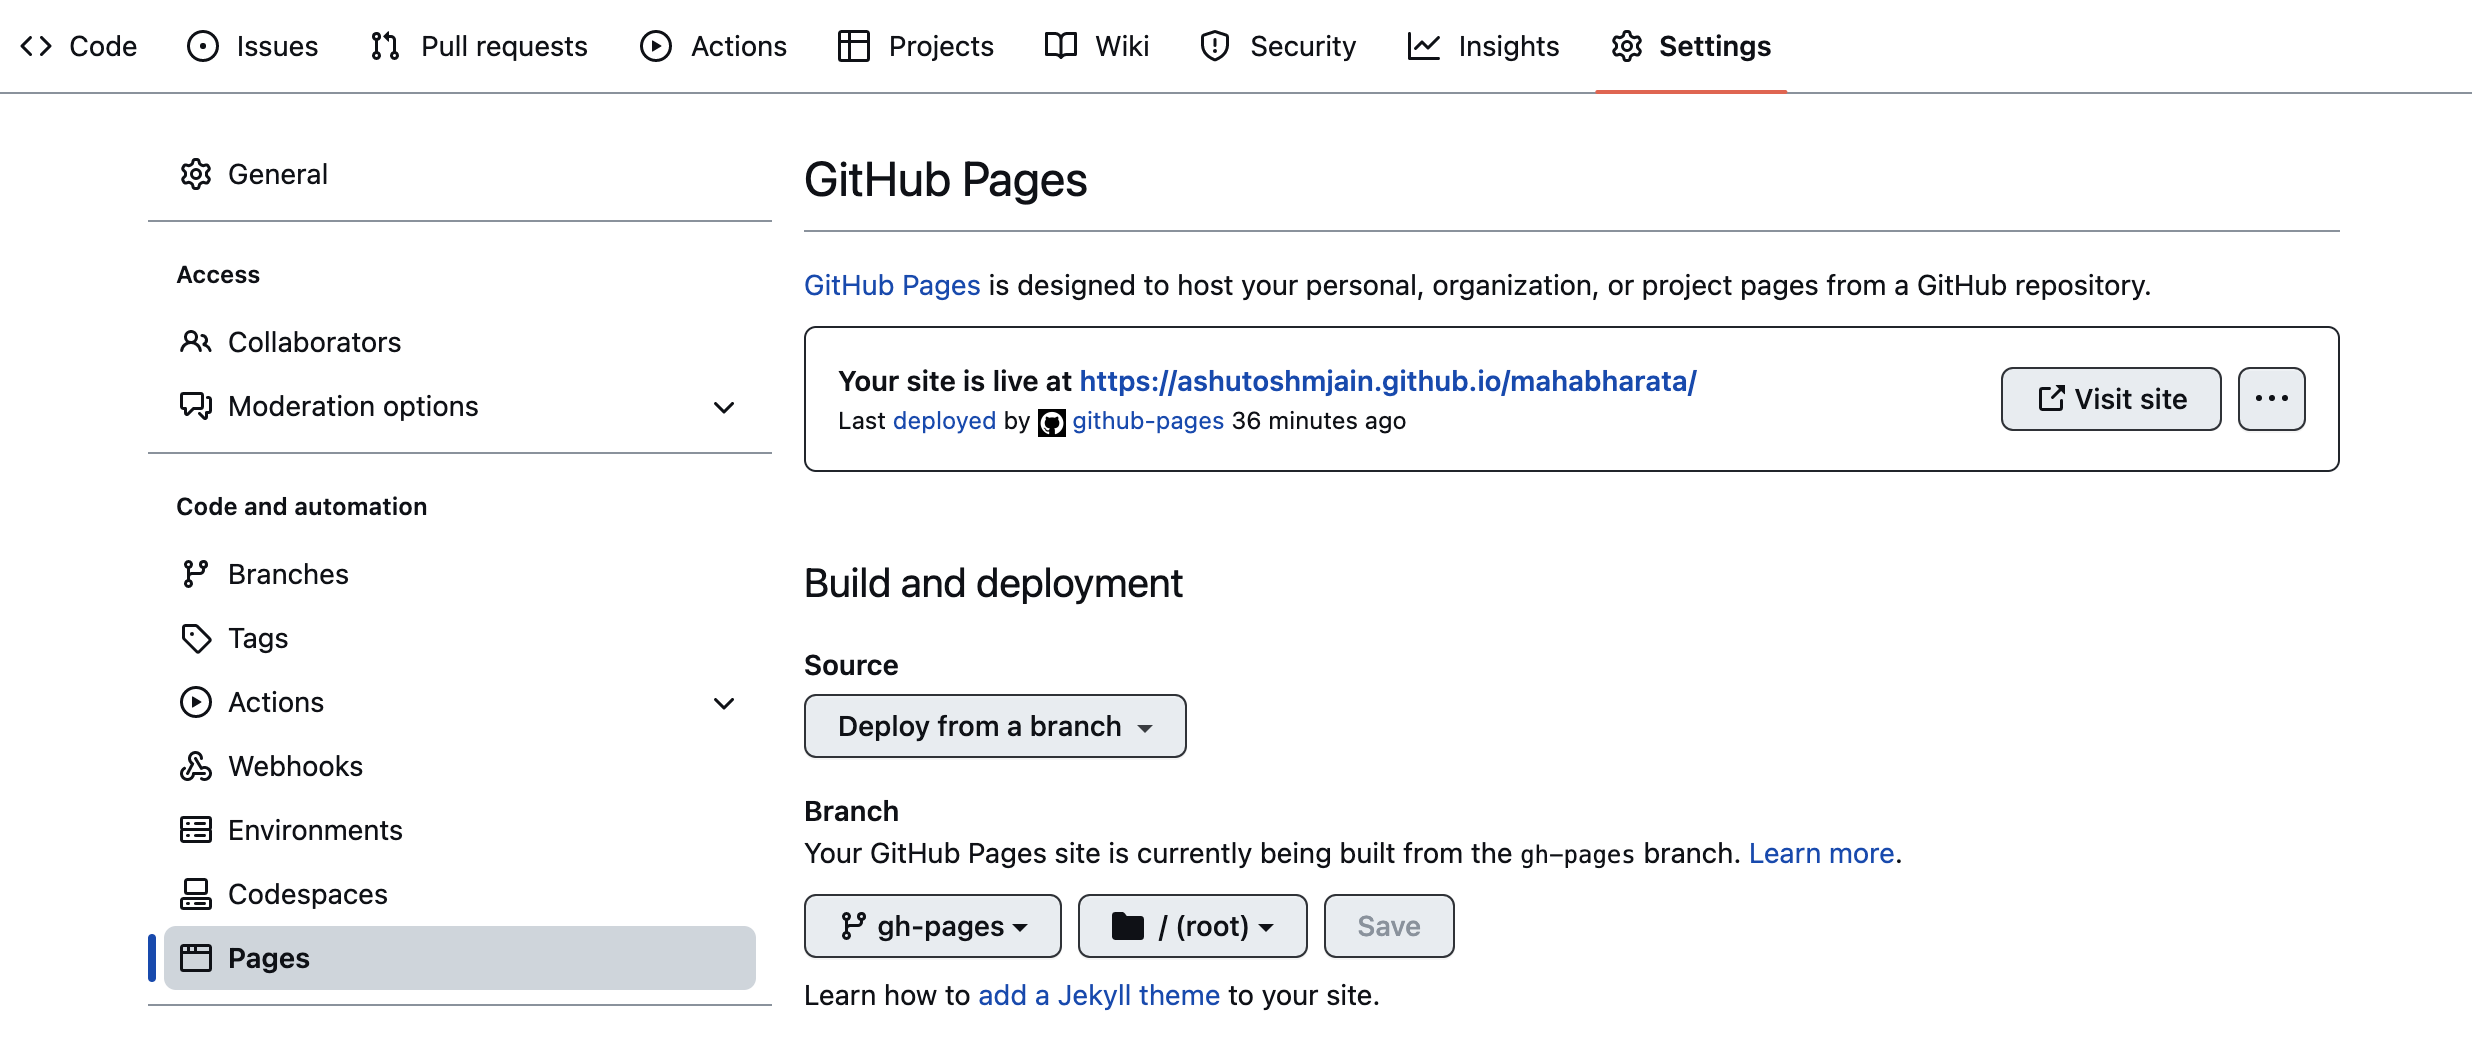 Code Issues Pull requests Actions Projects Wiki Security Insights Settings
General
Access
Collaborators
Moderation options
Code and automation
Branches
Tags
Actions
Webhooks
Environments
Codespaces
Pages
GitHub Pages
GitHub Pages is designed to host your personal, organization, or project pages from a GitHub repository.
Your site is live at https://ashutoshmjain.github.io/mahabharata/
Last deployed by github-pages 36 minutes ago
Visit site
Build and deployment
Source
Deploy from a branch
Branch
Your GitHub Pages site is currently being built from the gh-pages branch. Learn more.
gh-pages / (root) Save
Learn how to add a Jekyll theme to your site.